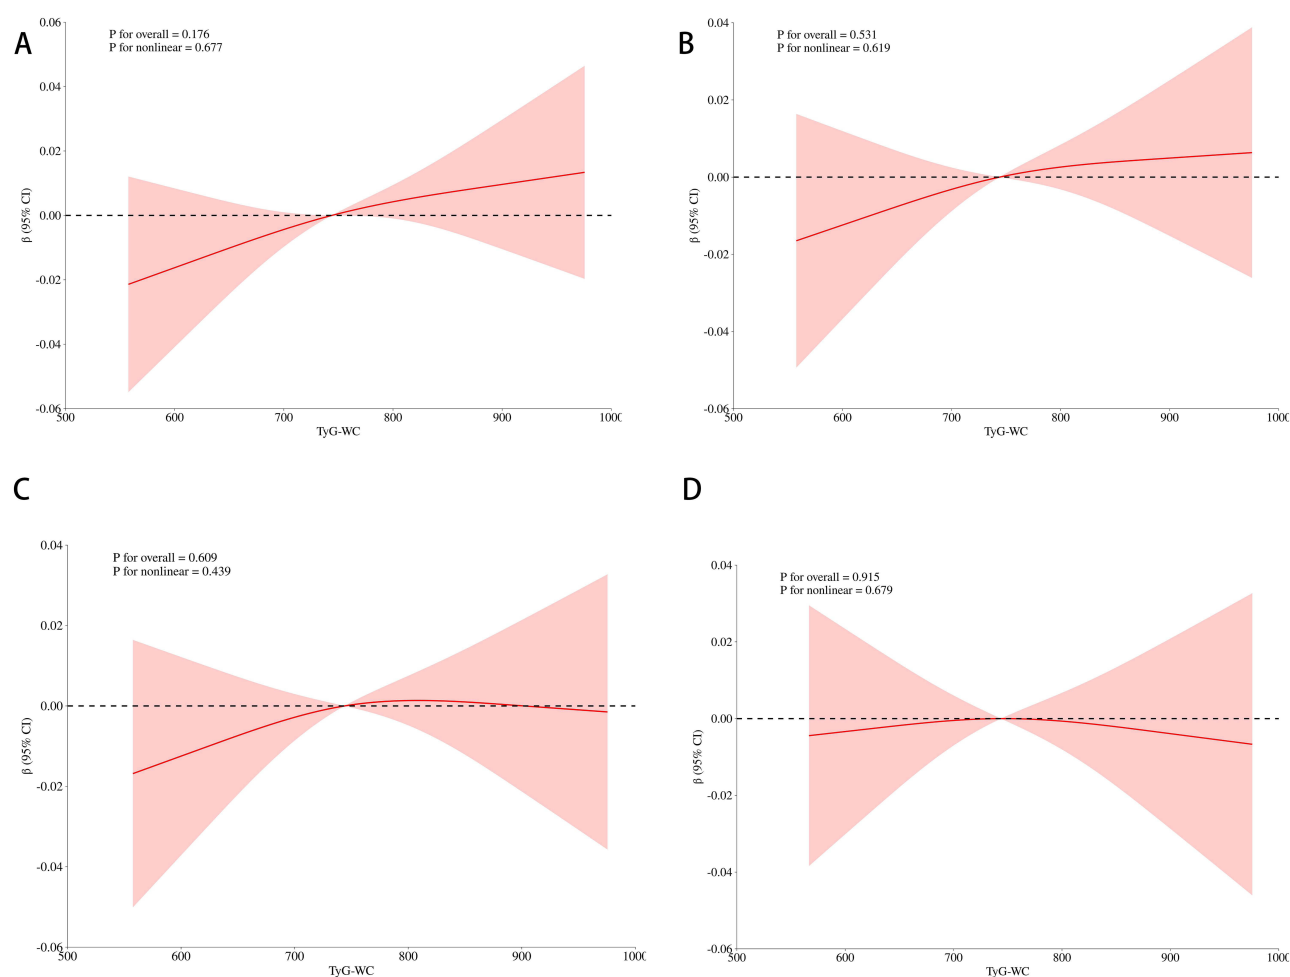 A
P for overall = 0.176
P for nonlinear = 0.677
0.06
0.04
0.02
0.00
-0.02
-0.04
-0.06
β (95% CI)
500 600 700 800 900 1000
TyG-WC
B
P for overall = 0.531
P for nonlinear = 0.619
0.04
0.02
0.00
-0.02
-0.04
-0.06
β (95% CI)
500 600 700 800 900 1000
TyG-WC
C
P for overall = 0.609
P for nonlinear = 0.439
0.04
0.02
0.00
-0.02
-0.04
-0.06
β (95% CI)
500 600 700 800 900 1000
TyG-WC
D
P for overall = 0.915
P for nonlinear = 0.679
0.04
0.02
0.00
-0.02
-0.04
-0.06
β (95% CI)
500 600 700 800 900 1000
TyG-WC